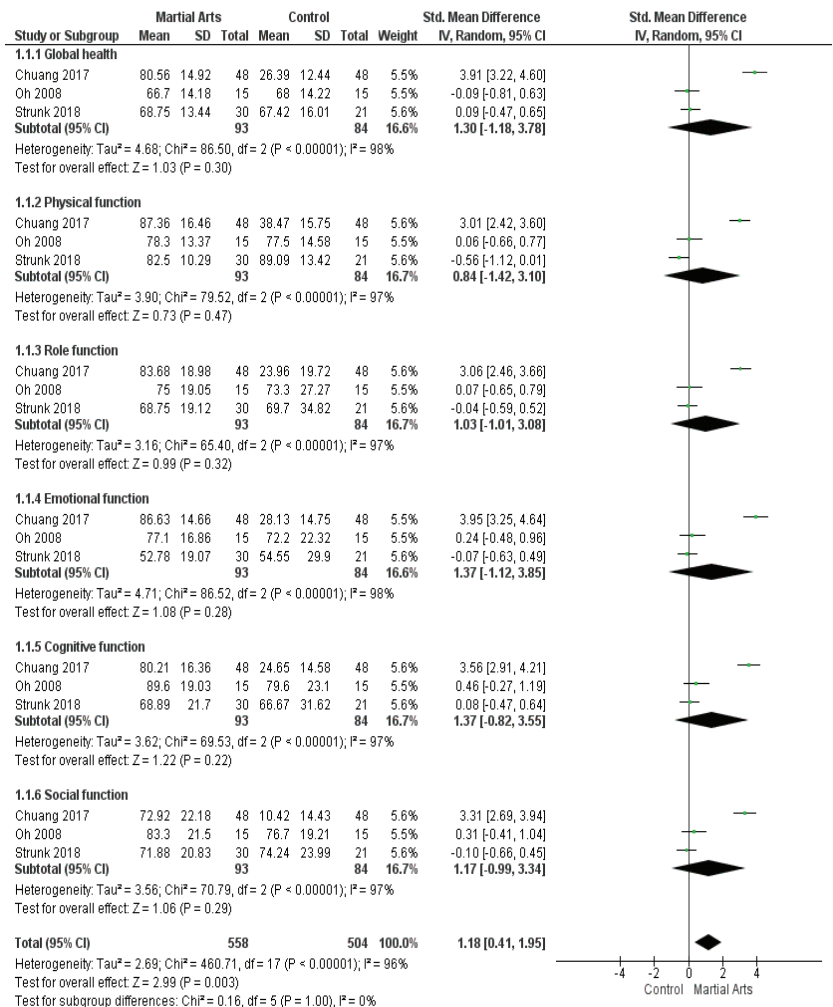 Martial Arts Control Std. Mean Difference Std. Mean Difference
Study or Subgroup Mean SD Total Mean SD Total Weight IV, Random, 95% CI IV, Random, 95% CI
1.1.1 Global health
Chuang 2017 80.56 14.92 48 26.39 12.44 48 5.5% 3.91 [3.22, 4.60]
Oh 2008 66.7 14.18 15 68 14.22 15 5.5% -0.09 [-0.81, 0.63]
Strunk 2018 68.75 13.44 30 67.42 16.01 21 5.6% 0.09 [-0.47, 0.65]
Subtotal (95% CI) 93 84 16.6% 1.30 [-1.18, 3.78]
Heterogeneity: Tau² = 4.68; Chi² = 86.50, df = 2 (P < 0.00001); I² = 98%
Test for overall effect: Z = 1.03 (P = 0.30)
1.1.2 Physical function
Chuang 2017 87.36 16.46 48 38.47 15.75 48 5.6% 3.01 [2.42, 3.60]
Oh 2008 78.3 13.37 15 77.5 14.58 15 5.5% 0.06 [-0.66, 0.77]
Strunk 2018 82.5 10.29 30 89.09 13.42 21 5.6% -0.56 [-1.12, 0.01]
Subtotal (95% CI) 93 84 16.7% 0.84 [-1.42, 3.10]
Heterogeneity: Tau² = 3.90; Chi² = 79.52, df = 2 (P < 0.00001); I² = 97%
Test for overall effect: Z = 0.73 (P = 0.47)
1.1.3 Role function
Chuang 2017 83.68 18.98 48 23.96 19.72 48 5.6% 3.06 [2.46, 3.66]
Oh 2008 75 19.05 15 73.3 27.27 15 5.5% 0.07 [-0.65, 0.79]
Strunk 2018 68.75 19.12 30 69.7 34.82 21 5.6% -0.04 [-0.59, 0.52]
Subtotal (95% CI) 93 84 16.7% 1.03 [-1.01, 3.08]
Heterogeneity: Tau² = 3.16; Chi² = 65.40, df = 2 (P < 0.00001); I² = 97%
Test for overall effect: Z = 0.99 (P = 0.32)
1.1.4 Emotional function
Chuang 2017 86.63 14.66 48 28.13 14.75 48 5.5% 3.95 [3.25, 4.64]
Oh 2008 77.1 16.86 15 72.2 22.32 15 5.5% 0.24 [-0.48, 0.96]
Strunk 2018 52.78 19.07 30 54.55 29.9 21 5.6% -0.07 [-0.63, 0.49]
Subtotal (95% CI) 93 84 16.6% 1.37 [-1.12, 3.85]
Heterogeneity: Tau² = 4.71; Chi² = 86.52, df = 2 (P < 0.00001); I² = 98%
Test for overall effect: Z = 1.08 (P = 0.28)
1.1.5 Cognitive function
Chuang 2017 80.21 16.36 48 24.65 14.58 48 5.6% 3.56 [2.91, 4.21]
Oh 2008 89.6 19.03 15 79.6 23.1 15 5.5% 0.46 [-0.27, 1.19]
Strunk 2018 68.89 21.7 30 66.67 31.62 21 5.6% 0.08 [-0.47, 0.64]
Subtotal (95% CI) 93 84 16.7% 1.37 [-0.82, 3.55]
Heterogeneity: Tau² = 3.62; Chi² = 69.53, df = 2 (P < 0.00001); I² = 97%
Test for overall effect: Z = 1.22 (P = 0.22)
1.1.6 Social function
Chuang 2017 72.92 22.18 48 10.42 14.43 48 5.6% 3.31 [2.69, 3.94]
Oh 2008 83.3 21.5 15 76.7 19.21 15 5.5% 0.31 [-0.41, 1.04]
Strunk 2018 71.88 20.83 30 74.24 23.99 21 5.6% -0.10 [-0.66, 0.45]
Subtotal (95% CI) 93 84 16.7% 1.17 [-0.99, 3.34]
Heterogeneity: Tau² = 3.56; Chi² = 70.79, df = 2 (P < 0.00001); I² = 97%
Test for overall effect: Z = 1.06 (P = 0.29)
Total (95% CI) 558 504 100.0% 1.18 [0.41, 1.95]
Heterogeneity: Tau² = 2.69; Chi² = 460.71, df = 17 (P < 0.00001); I² = 96%
Test for overall effect: Z = 2.99 (P = 0.003)
Test for subgroup differences: Chi² = 0.16, df = 5 (P = 1.00), I² = 0%
-4 -2 0 2 4
Control Martial Arts